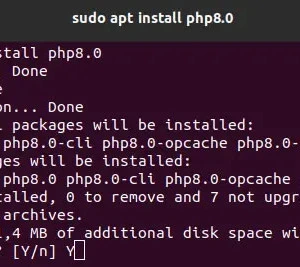 sudo apt install php8.0
stall php8.0
Done
e
on... Done
packages will be installed:
php8.0-cli php8.0-opcache php8.0-
ges will be installed:
php8.0 php8.0-cli php8.0-opcache
talled, 0 to remove and 7 not upgr
archives.
,4 MB of additional disk space wi
? [Y/n] Y